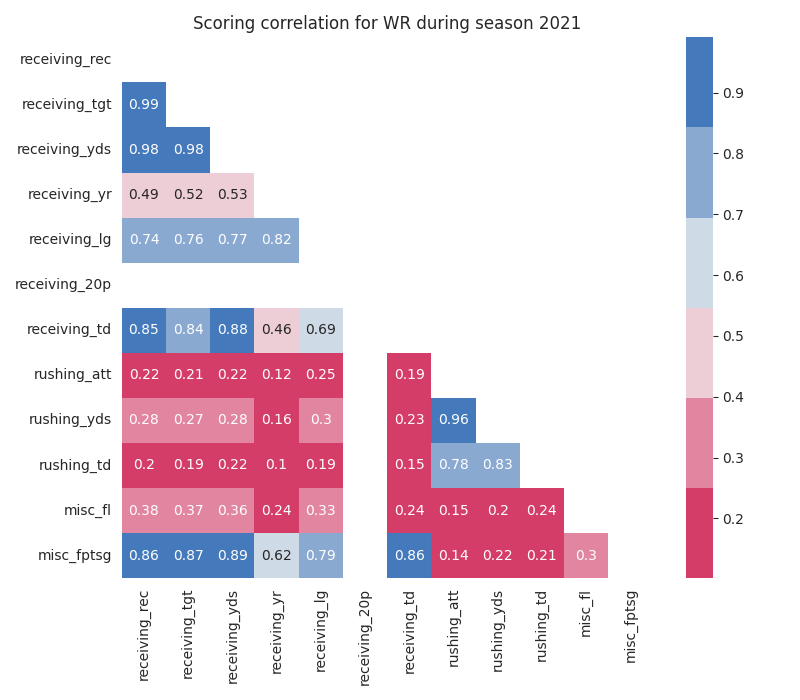 Scoring correlation for WR during season 2021
receiving_rec
receiving_tgt 0.99
receiving_yds 0.98 0.98
receiving_yr 0.49 0.52 0.53
receiving_lg 0.74 0.76 0.77 0.82
receiving_20p
receiving_td 0.85 0.84 0.88 0.46 0.69
rushing_att 0.22 0.21 0.22 0.12 0.25 0.19
rushing_yds 0.28 0.27 0.28 0.16 0.3 0.23 0.96
rushing_td 0.2 0.19 0.22 0.1 0.19 0.15 0.78 0.83
misc_fl 0.38 0.37 0.36 0.24 0.33 0.24 0.15 0.2 0.24
misc_fptsg 0.86 0.87 0.89 0.62 0.79 0.86 0.14 0.22 0.21 0.3
receiving_rec
receiving_tgt
receiving_yds
receiving_yr
receiving_lg
receiving_20p
receiving_td
rushing_att
rushing_yds
rushing_td
misc_fl
misc_fptsg
0.9
0.8
0.7
0.6
0.5
0.4
0.3
0.2